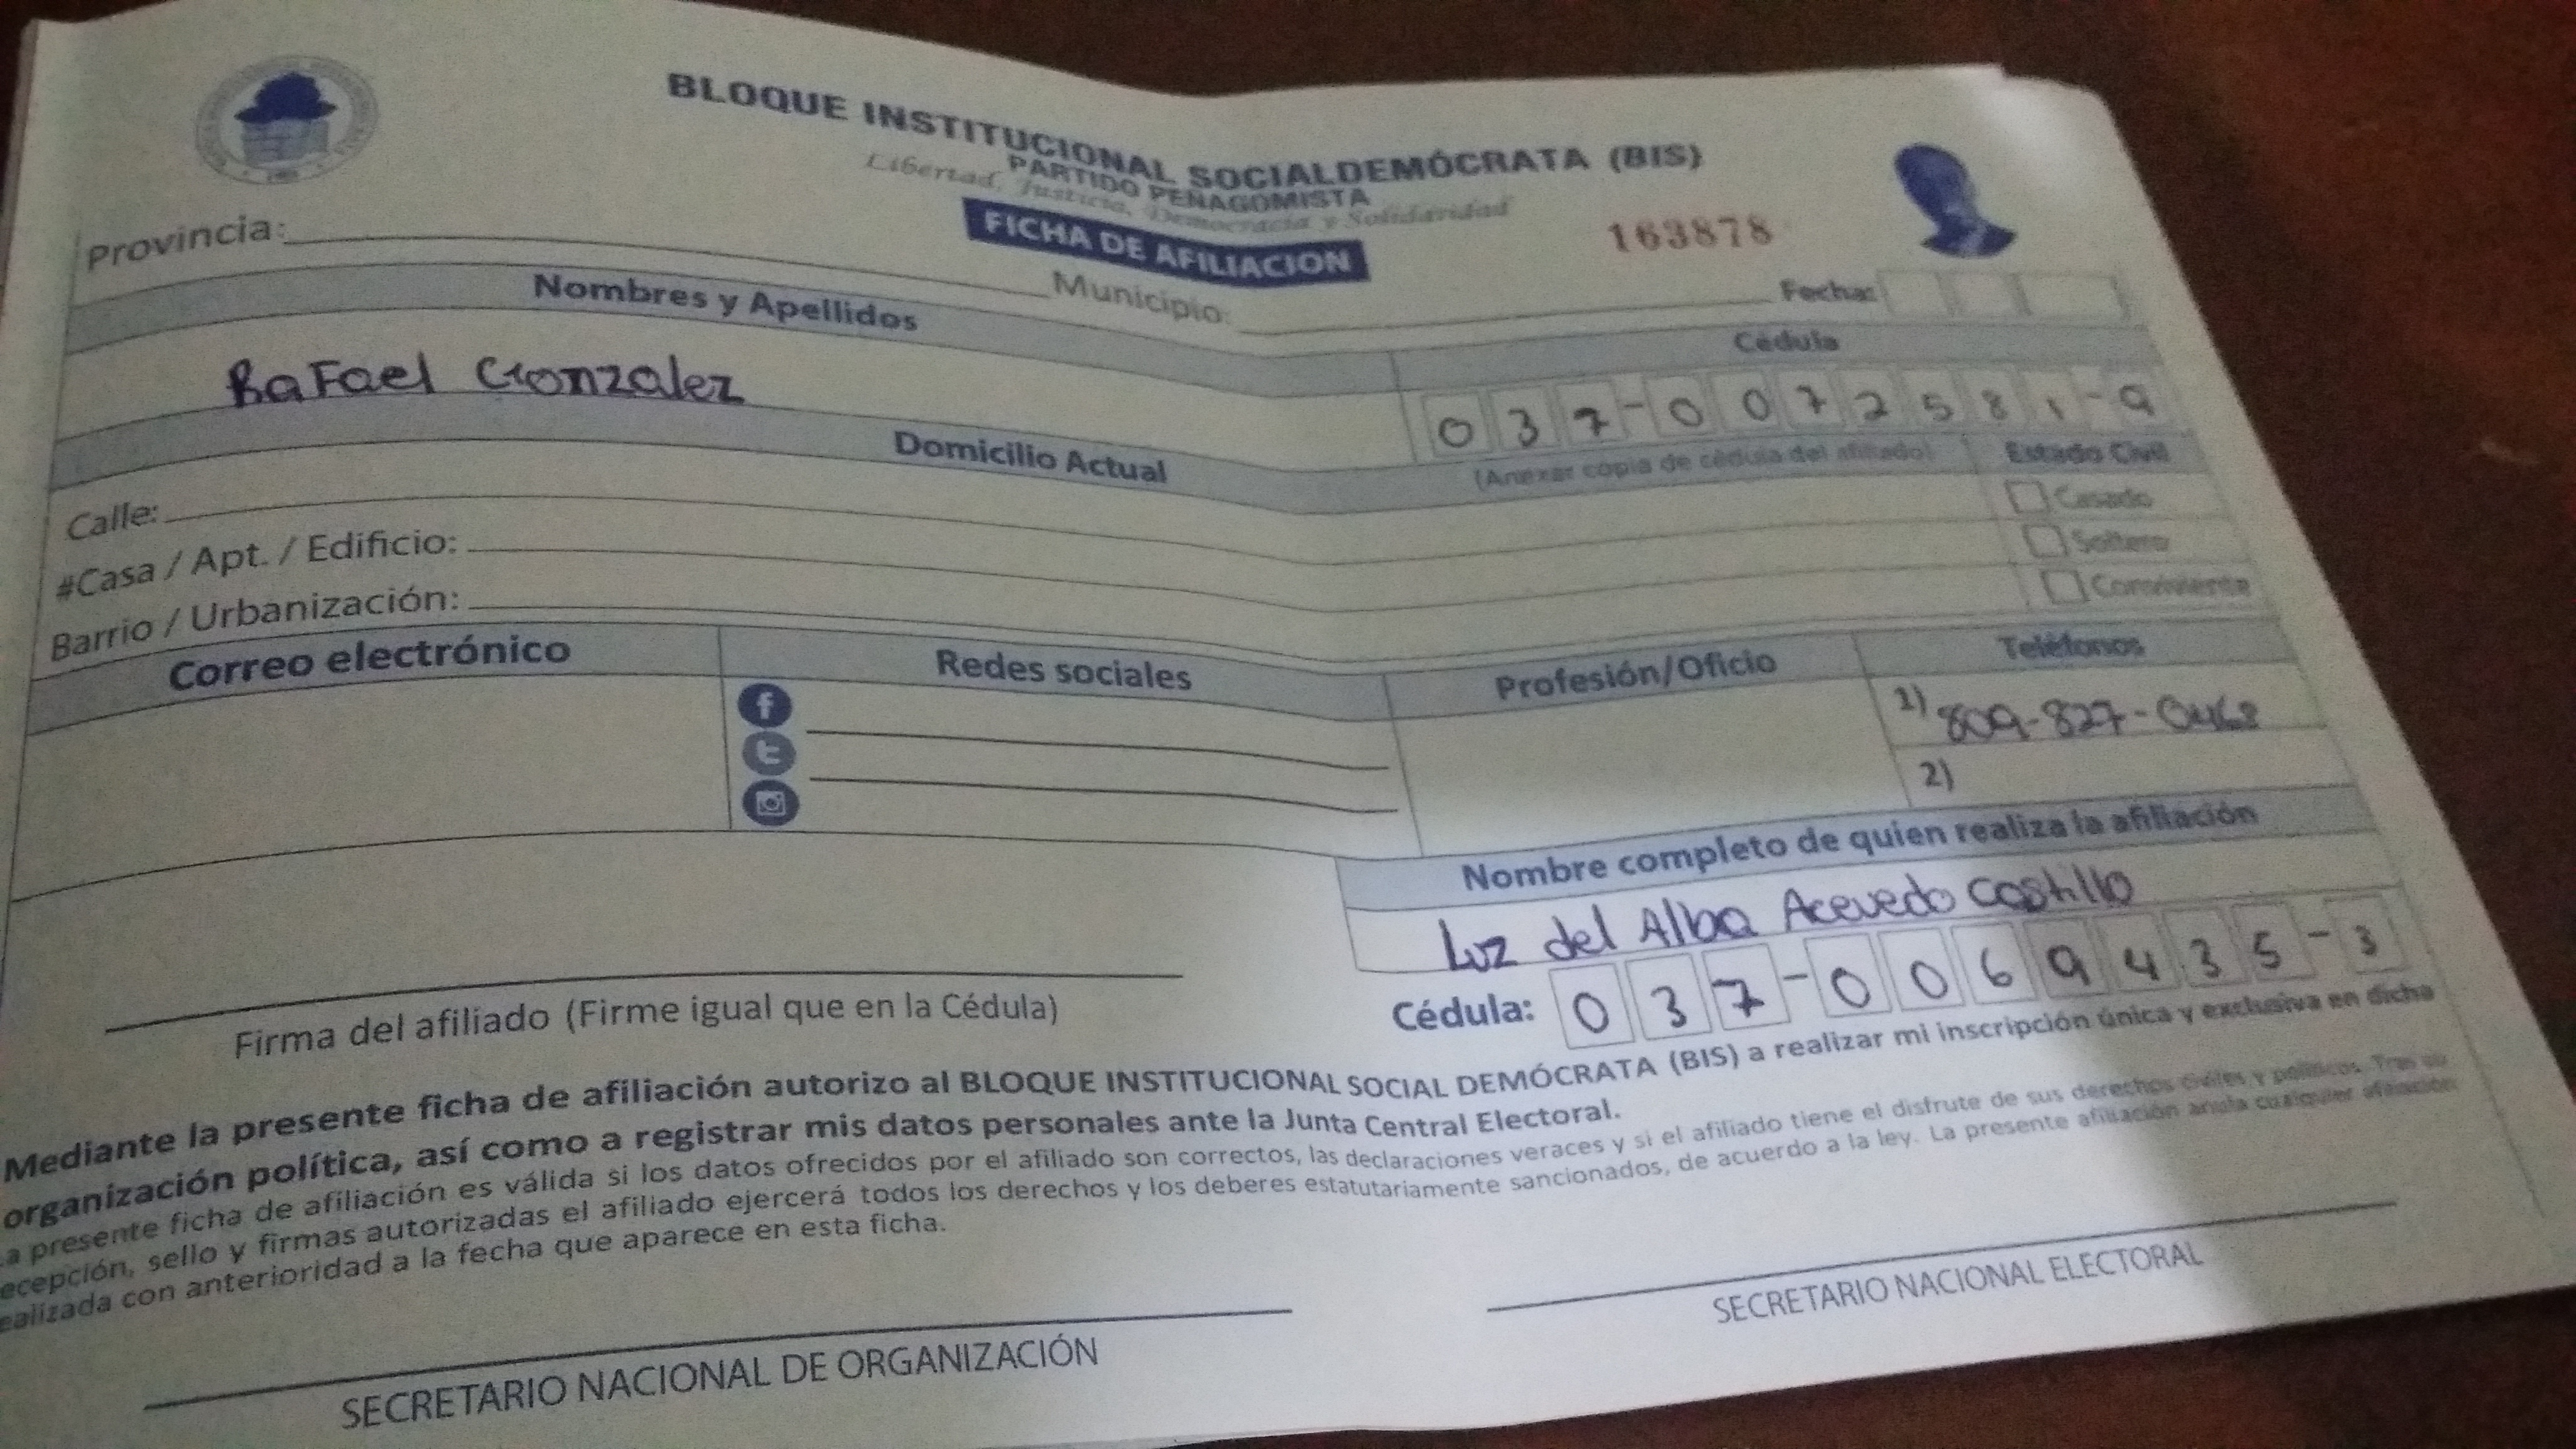 BLOQUE INSTITUCIONAL SOCIALDEMÓCRATA (BIS)
PARTIDO PEÑAGOMISTA
Libertad, Justicia, Democracia y Solidaridad
FICHA DE AFILIACION
163878
Provincia:
Municipio:
Fecha:
Nombres y Apellidos
Cédula
RaFael Gonzalez
037-0072581-9
(Anexar copia de cédula del afiliado)
Domicilio Actual
Estado Civil
Calle:
Casado
#Casa / Apt. / Edificio:
Soltero
Barrio / Urbanización:
Conviviente
Correo electrónico
Redes sociales
Profesión/Oficio
Teléfonos
1) 809-827-0468
2)
Nombre completo de quien realiza la afiliación
Luz del Alba Acevedo Castillo
Cédula: 037-0069435-3
Firma del afiliado (Firme igual que en la Cédula)
Mediante la presente ficha de afiliación autorizo al BLOQUE INSTITUCIONAL SOCIAL DEMÓCRATA (BIS) a realizar mi inscripción única y exclusiva en dicha
organización política, así como a registrar mis datos personales ante la Junta Central Electoral.
a presente ficha de afiliación es válida si los datos ofrecidos por el afiliado son correctos, las declaraciones veraces y si el afiliado tiene el disfrute de sus derechos civiles y políticos. Tras su
ecepción, sello y firmas autorizadas el afiliado ejercerá todos los derechos y los deberes estatutariamente sancionados, de acuerdo a la ley. La presente afiliación anula cualquier afiliación
ealizada con anterioridad a la fecha que aparece en esta ficha.
SECRETARIO NACIONAL DE ORGANIZACIÓN
SECRETARIO NACIONAL ELECTORAL